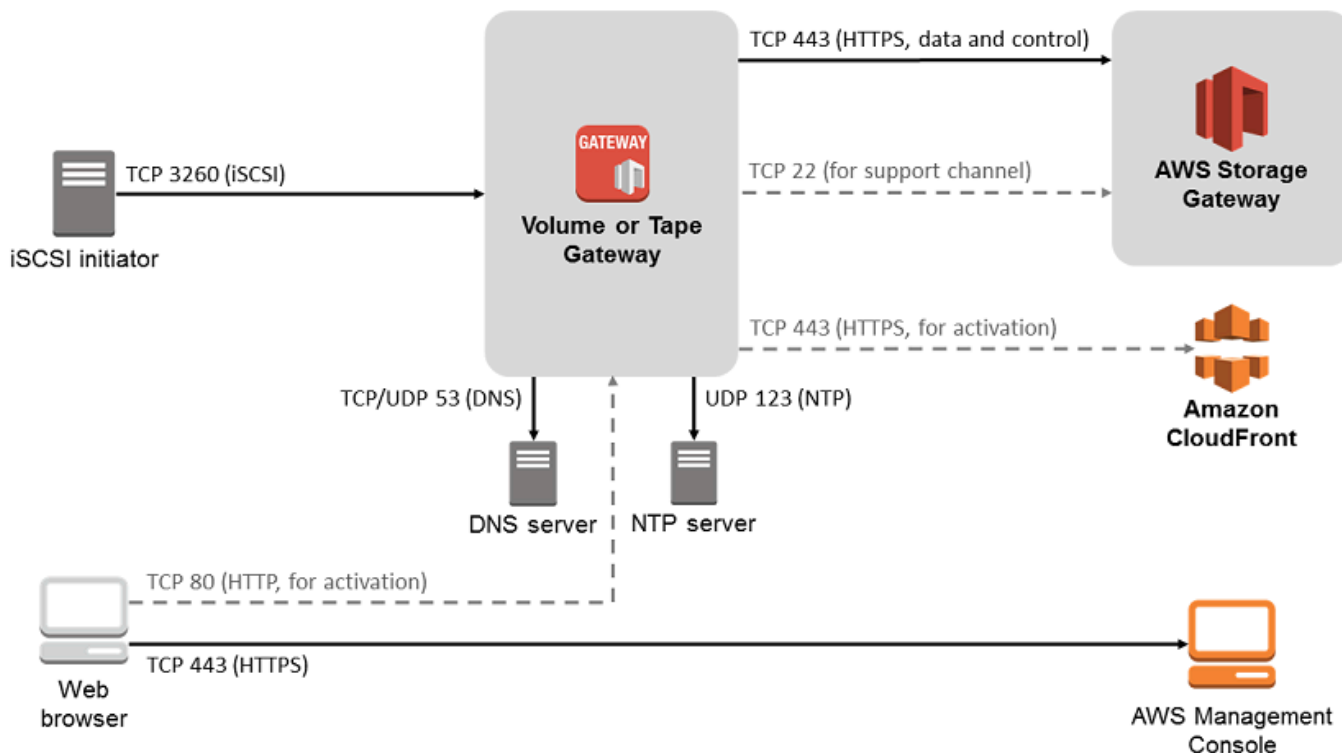 TCP 443 (HTTPS, data and control)
GATEWAY
TCP 3260 (iSCSI)
TCP 22 (for support channel)
AWS Storage
Gateway
Volume or Tape
Gateway
iSCSI initiator
TCP 443 (HTTPS, for activation)
TCP/UDP 53 (DNS)
UDP 123 (NTP)
Amazon
CloudFront
DNS server
NTP server
TCP 80 (HTTP, for activation)
TCP 443 (HTTPS)
Web
browser
AWS Management
Console